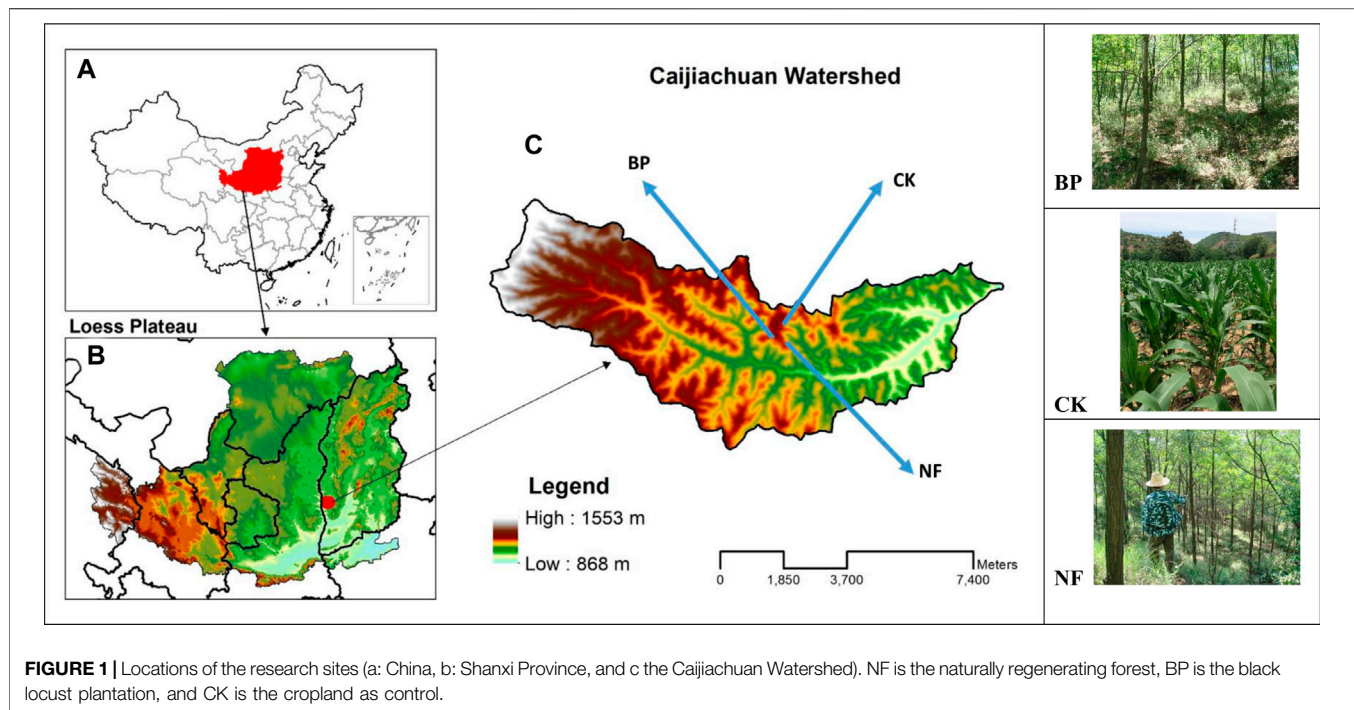 A
Loess Plateau
B
Caijiachuan Watershed
C
BP
CK
NF
Legend
High : 1553 m
Low : 868 m
Meters
0 1,850 3,700 7,400
BP
CK
NF
FIGURE 1 | Locations of the research sites (a: China, b: Shanxi Province, and c the Caijiachuan Watershed). NF is the naturally regenerating forest, BP is the black
locust plantation, and CK is the cropland as control.